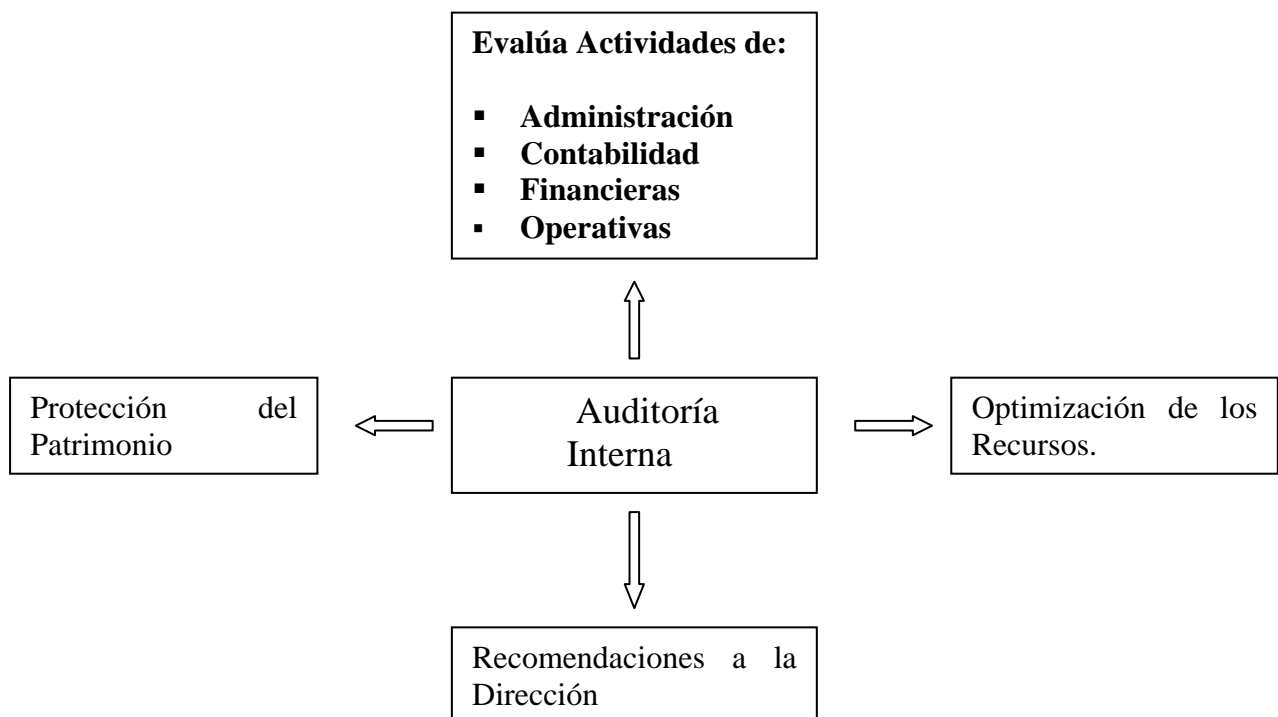 Evalúa Actividades de:
▪ Administración
▪ Contabilidad
▪ Financieras
▪ Operativas
Protección del
Patrimonio
Auditoría
Interna
Optimización de los
Recursos.
Recomendaciones a la
Dirección